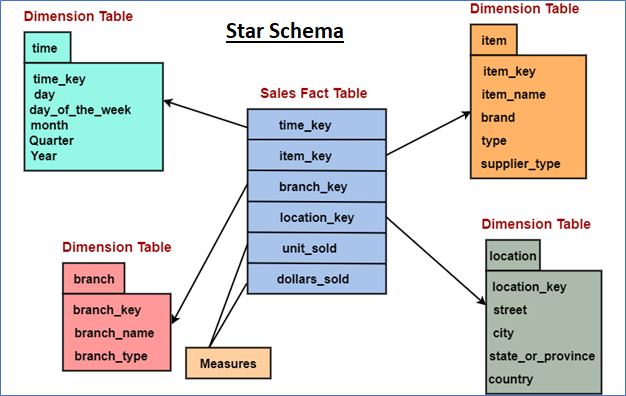 Star Schema
Dimension Table
time
time_key
day
day_of_the_week
month
Quarter
Year
Sales Fact Table
time_key
item_key
branch_key
location_key
unit_sold
dollars_sold
Dimension Table
item
item_key
item_name
brand
type
supplier_type
Dimension Table
branch
branch_key
branch_name
branch_type
Measures
Dimension Table
location
location_key
street
city
state_or_province
country